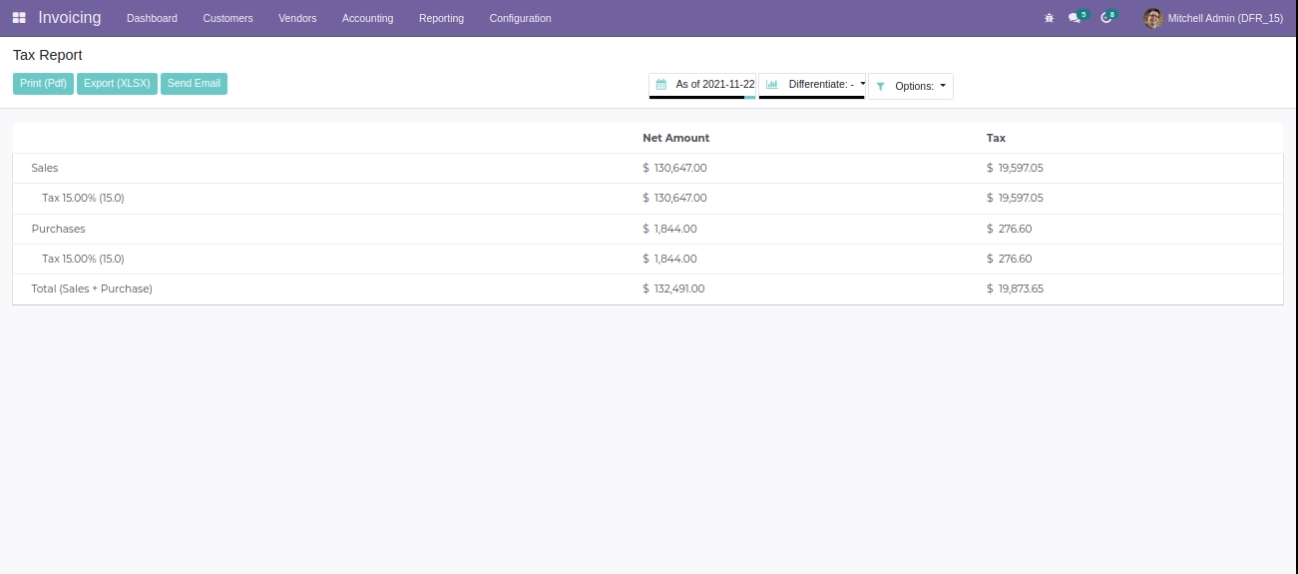 Invoicing Dashboard Customers Vendors Accounting Reporting Configuration 5 8 Mitchell Admin (DFR_15)
Tax Report
Print (Pdf) Export (XLSX) Send Email As of 2021-11-22 Differentiate: - Options:
Net Amount Tax
Sales $ 130,647.00 $ 19,597.05
Tax 15.00% (15.0) $ 130,647.00 $ 19,597.05
Purchases $ 1,844.00 $ 276.60
Tax 15.00% (15.0) $ 1,844.00 $ 276.60
Total (Sales + Purchase) $ 132,491.00 $ 19,873.65